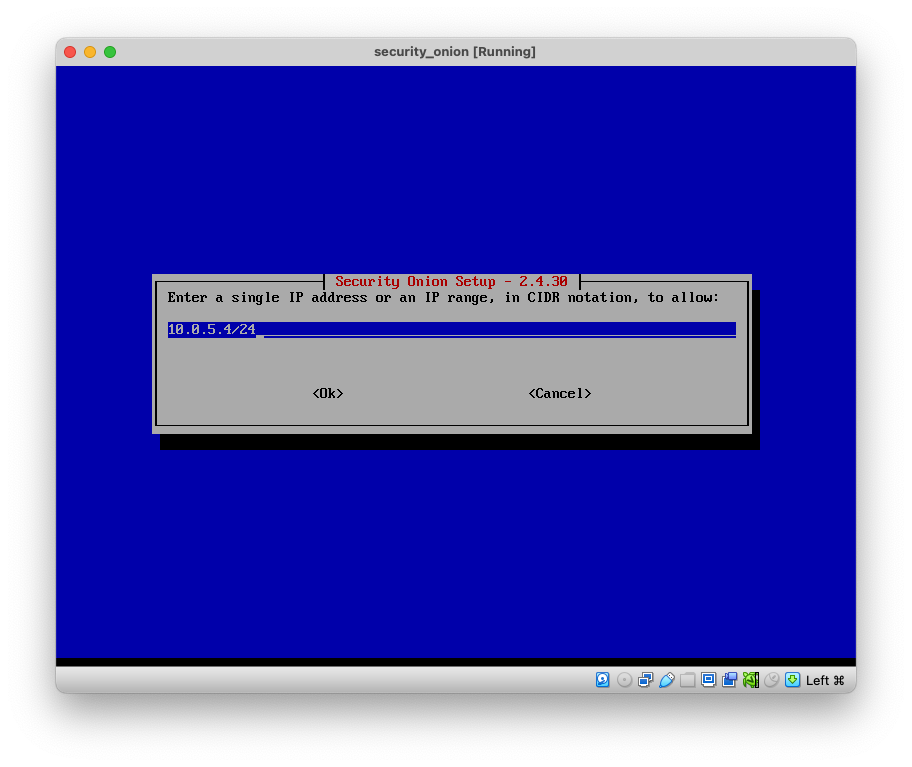 security_onion [Running]
Security Onion Setup - 2.4.30
Enter a single IP address or an IP range, in CIDR notation, to allow:
10.0.5.4/24
<Ok> <Cancel>
Left ⌘